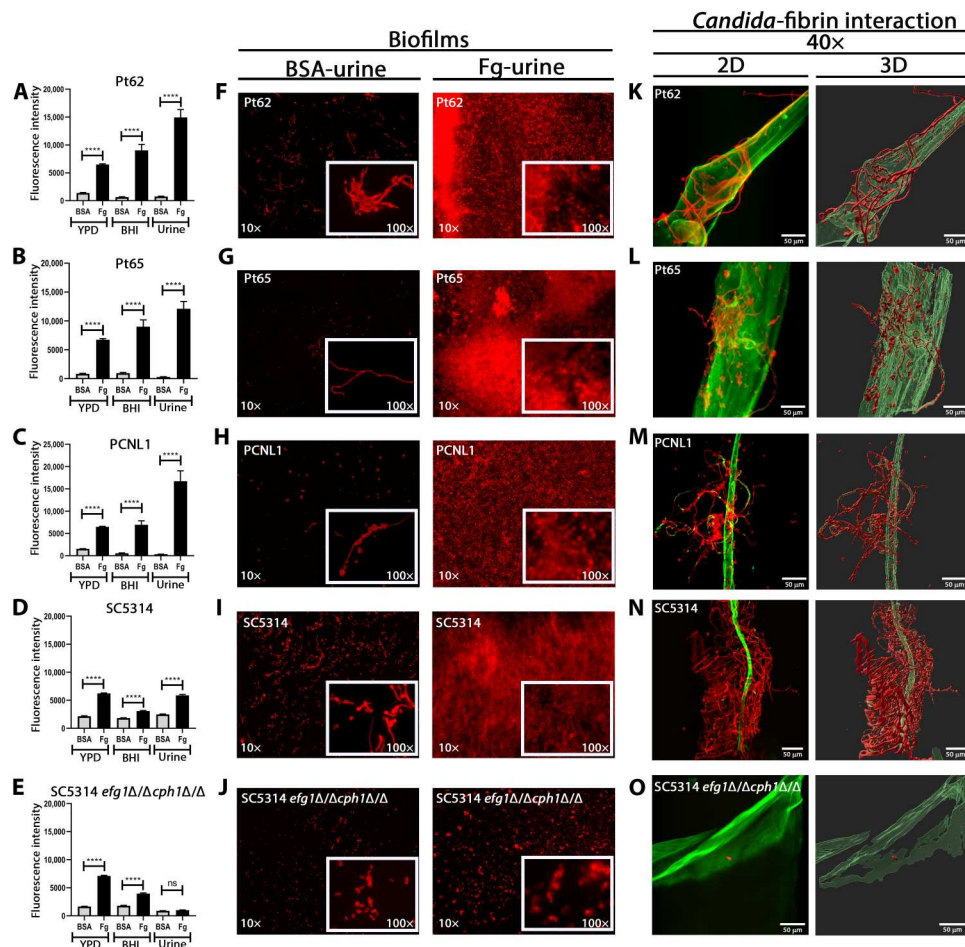 Biofilms
BSA-urine
Fg-urine
Candida-fibrin interaction
40×
2D
3D
A
Pt62
Fluorescence intensity
20,000
15,000
10,000
5000
0
****
****
****
BSA Fg BSA Fg BSA Fg
YPD BHI Urine
B
Pt65
Fluorescence intensity
20,000
15,000
10,000
5000
0
****
****
****
BSA Fg BSA Fg BSA Fg
YPD BHI Urine
C
PCNL1
Fluorescence intensity
25,000
20,000
15,000
10,000
5000
0
****
****
****
BSA Fg BSA Fg BSA Fg
YPD BHI Urine
D
SC5314
Fluorescence intensity
20,000
15,000
10,000
5000
0
****
****
****
BSA Fg BSA Fg BSA Fg
YPD BHI Urine
E
SC5314 efg1Δ/Δcph1Δ/Δ
Fluorescence intensity
20,000
15,000
10,000
5000
0
****
****
ns
BSA Fg BSA Fg BSA Fg
YPD BHI Urine
F
Pt62
10×
100×
Pt62
10×
100×
G
Pt65
10×
100×
Pt65
10×
100×
H
PCNL1
10×
100×
PCNL1
10×
100×
I
SC5314
10×
100×
SC5314
10×
100×
J
SC5314 efg1Δ/Δcph1Δ/Δ
10×
100×
SC5314 efg1Δ/Δcph1Δ/Δ
10×
100×
K
Pt62
50 µm
50 µm
L
Pt65
50 µm
50 µm
M
PCNL1
50 µm
50 µm
N
SC5314
50 µm
50 µm
O
SC5314 efg1Δ/Δcph1Δ/Δ
50 µm
50 µm